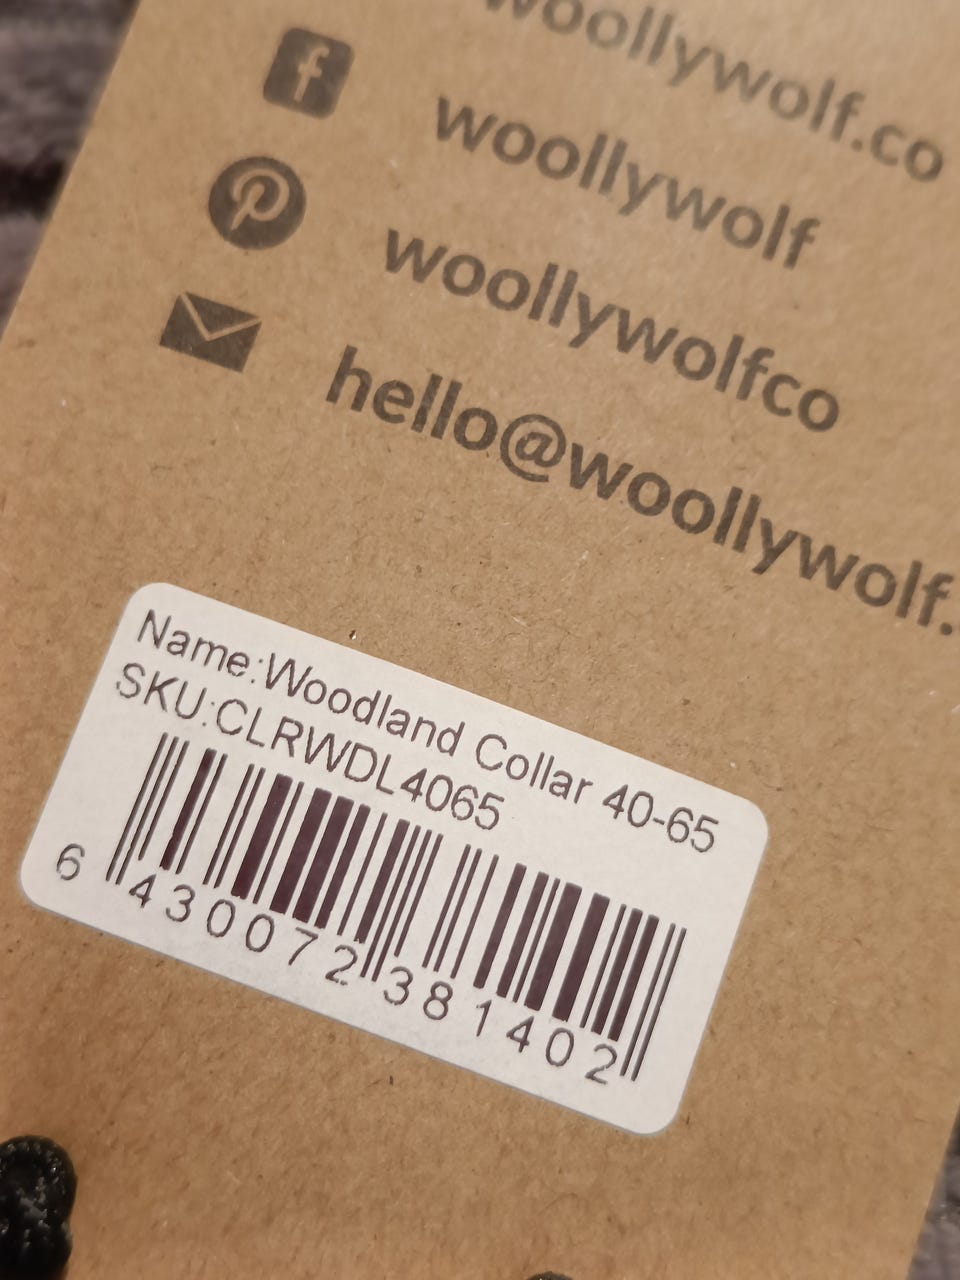 woollywolf.co
woollywolf
woollywolfco
hello@woollywolf.
Name:Woodland Collar 40-65
SKU:CLRWDL4065
6 430072 381402